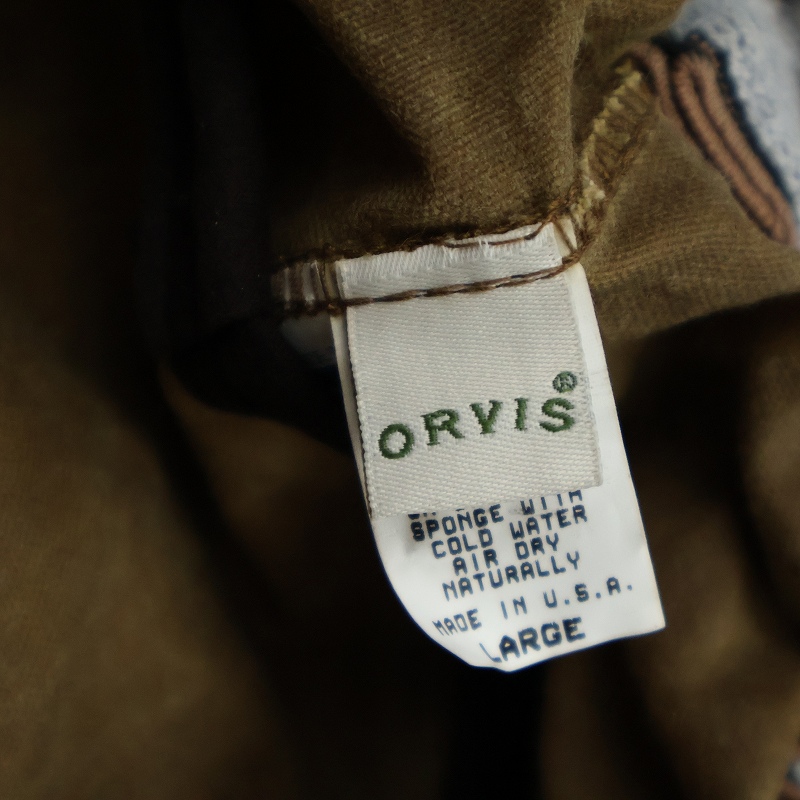 ORVIS®
SPONGE WITH
COLD WATER
AIR DRY
NATURALLY
MADE IN U.S.A.
LARGE